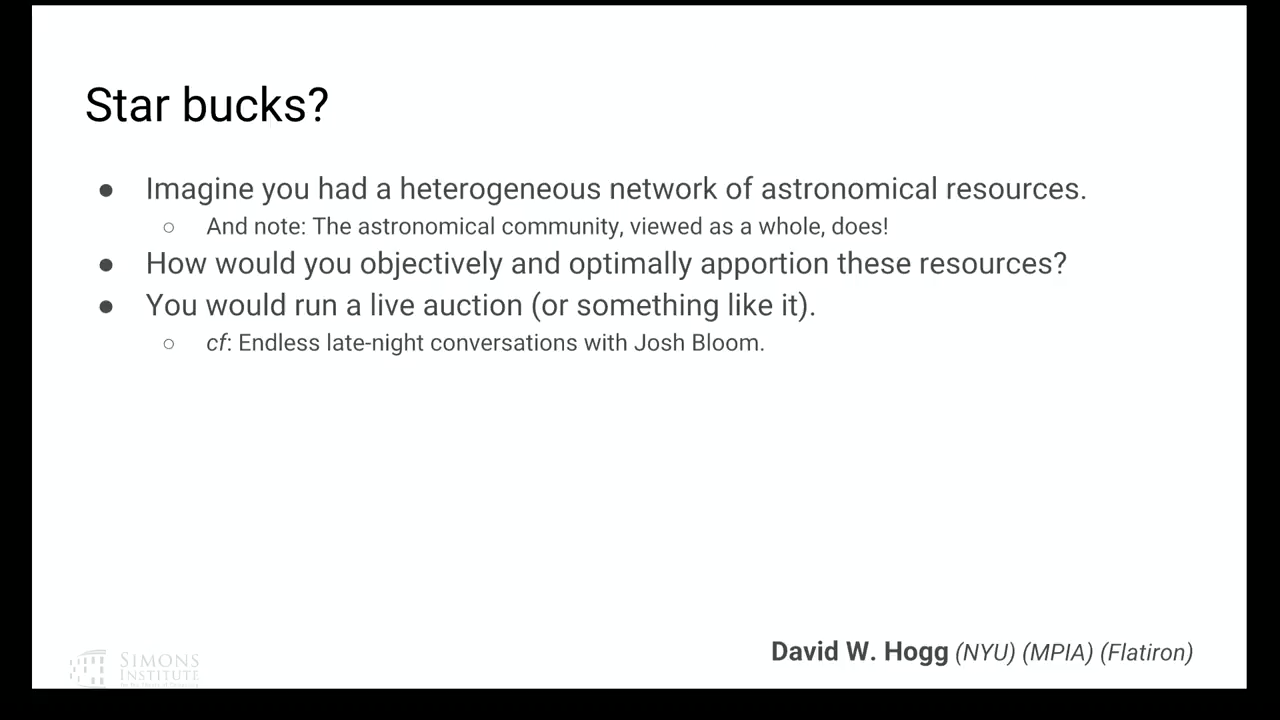 Star bucks?
● Imagine you had a heterogeneous network of astronomical resources.
○ And note: The astronomical community, viewed as a whole, does!
● How would you objectively and optimally apportion these resources?
● You would run a live auction (or something like it).
○ cf: Endless late-night conversations with Josh Bloom.
David W. Hogg (NYU) (MPIA) (Flatiron)
SIMONS
INSTITUTE